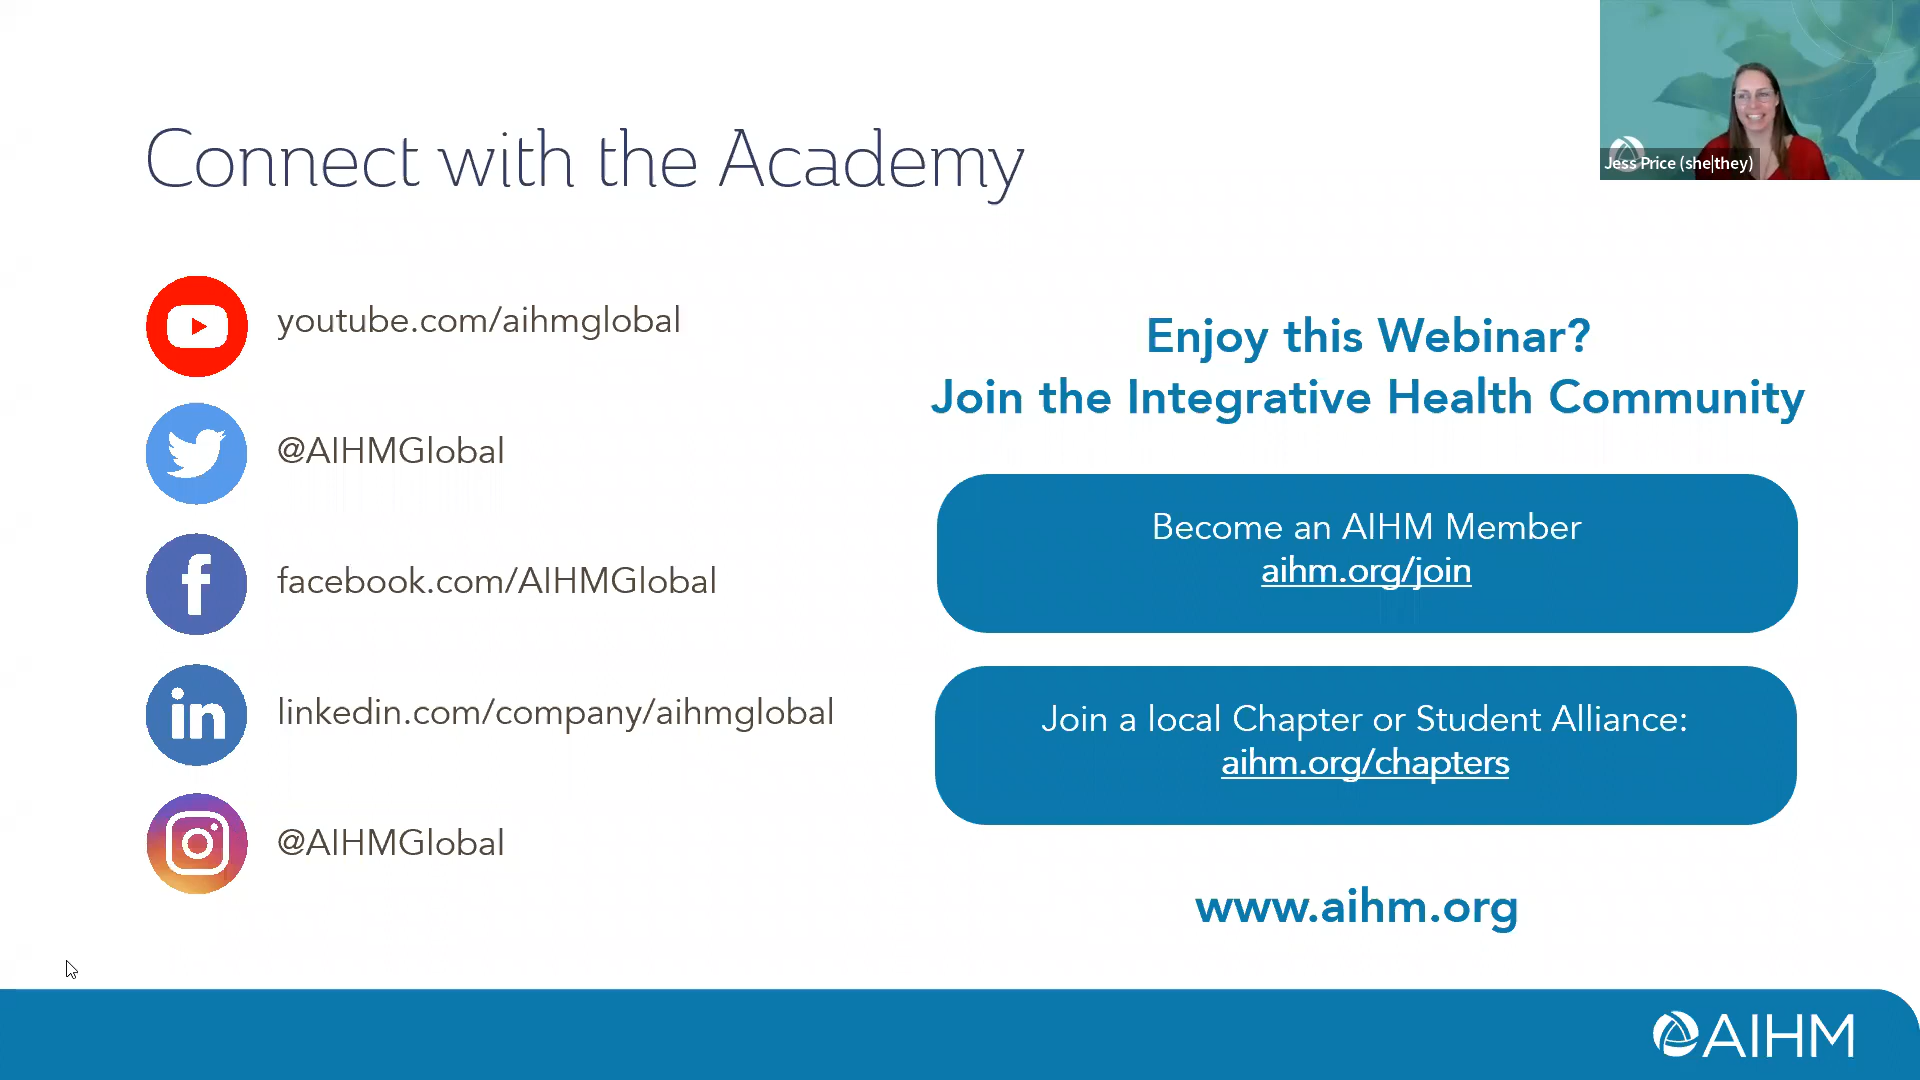 Connect with the Academy
Jess Price (she|they)
youtube.com/aihmglobal
@AIHMGlobal
facebook.com/AIHMGlobal
linkedin.com/company/aihmglobal
@AIHMGlobal
Enjoy this Webinar?
Join the Integrative Health Community
Become an AIHM Member
aihm.org/join
Join a local Chapter or Student Alliance:
aihm.org/chapters
www.aihm.org
AIHM